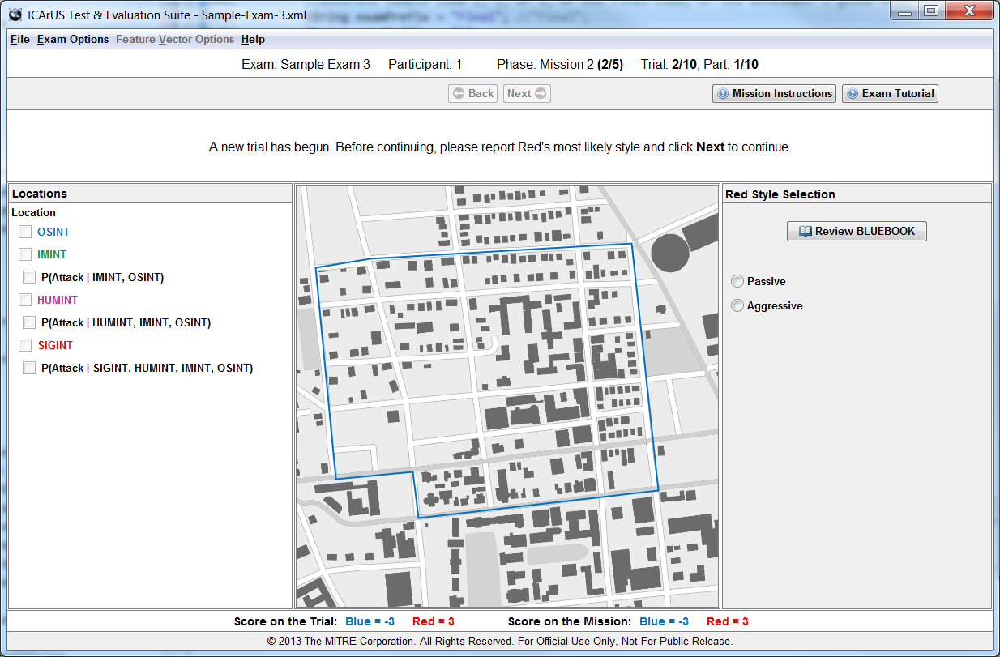 ICArUS Test & Evaluation Suite - Sample-Exam-3.xml
File Exam Options Feature Vector Options Help
Exam: Sample Exam 3 Participant: 1 Phase: Mission 2 (2/5) Trial: 2/10, Part: 1/10
Back Next Mission Instructions Exam Tutorial
A new trial has begun. Before continuing, please report Red's most likely style and click Next to continue.
Locations
Location
OSINT
IMINT
P(Attack | IMINT, OSINT)
HUMINT
P(Attack | HUMINT, IMINT, OSINT)
SIGINT
P(Attack | SIGINT, HUMINT, IMINT, OSINT)
Red Style Selection
Review BLUEBOOK
Passive
Aggressive
Score on the Trial: Blue = -3 Red = 3 Score on the Mission: Blue = -3 Red = 3
© 2013 The MITRE Corporation. All Rights Reserved. For Official Use Only, Not For Public Release.